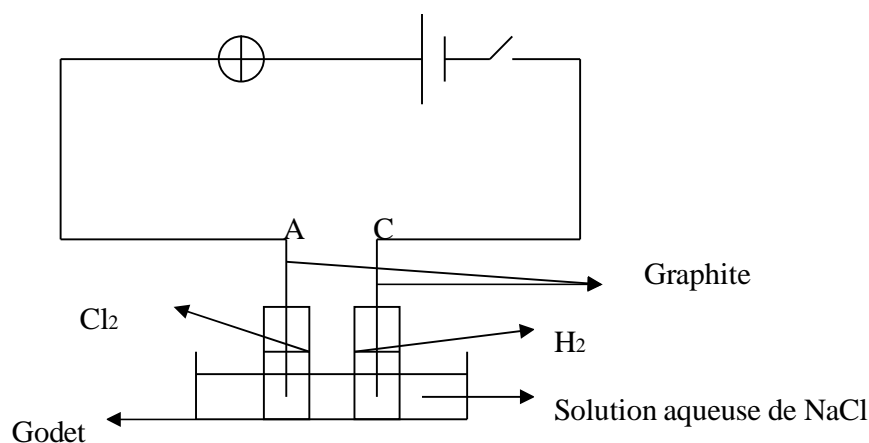 A
C
Graphite
Cl2
H2
Solution aqueuse de NaCl
Godet